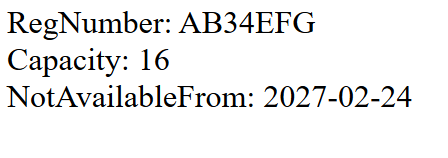 RegNumber: AB34EFG
Capacity: 16
NotAvailableFrom: 2027-02-24